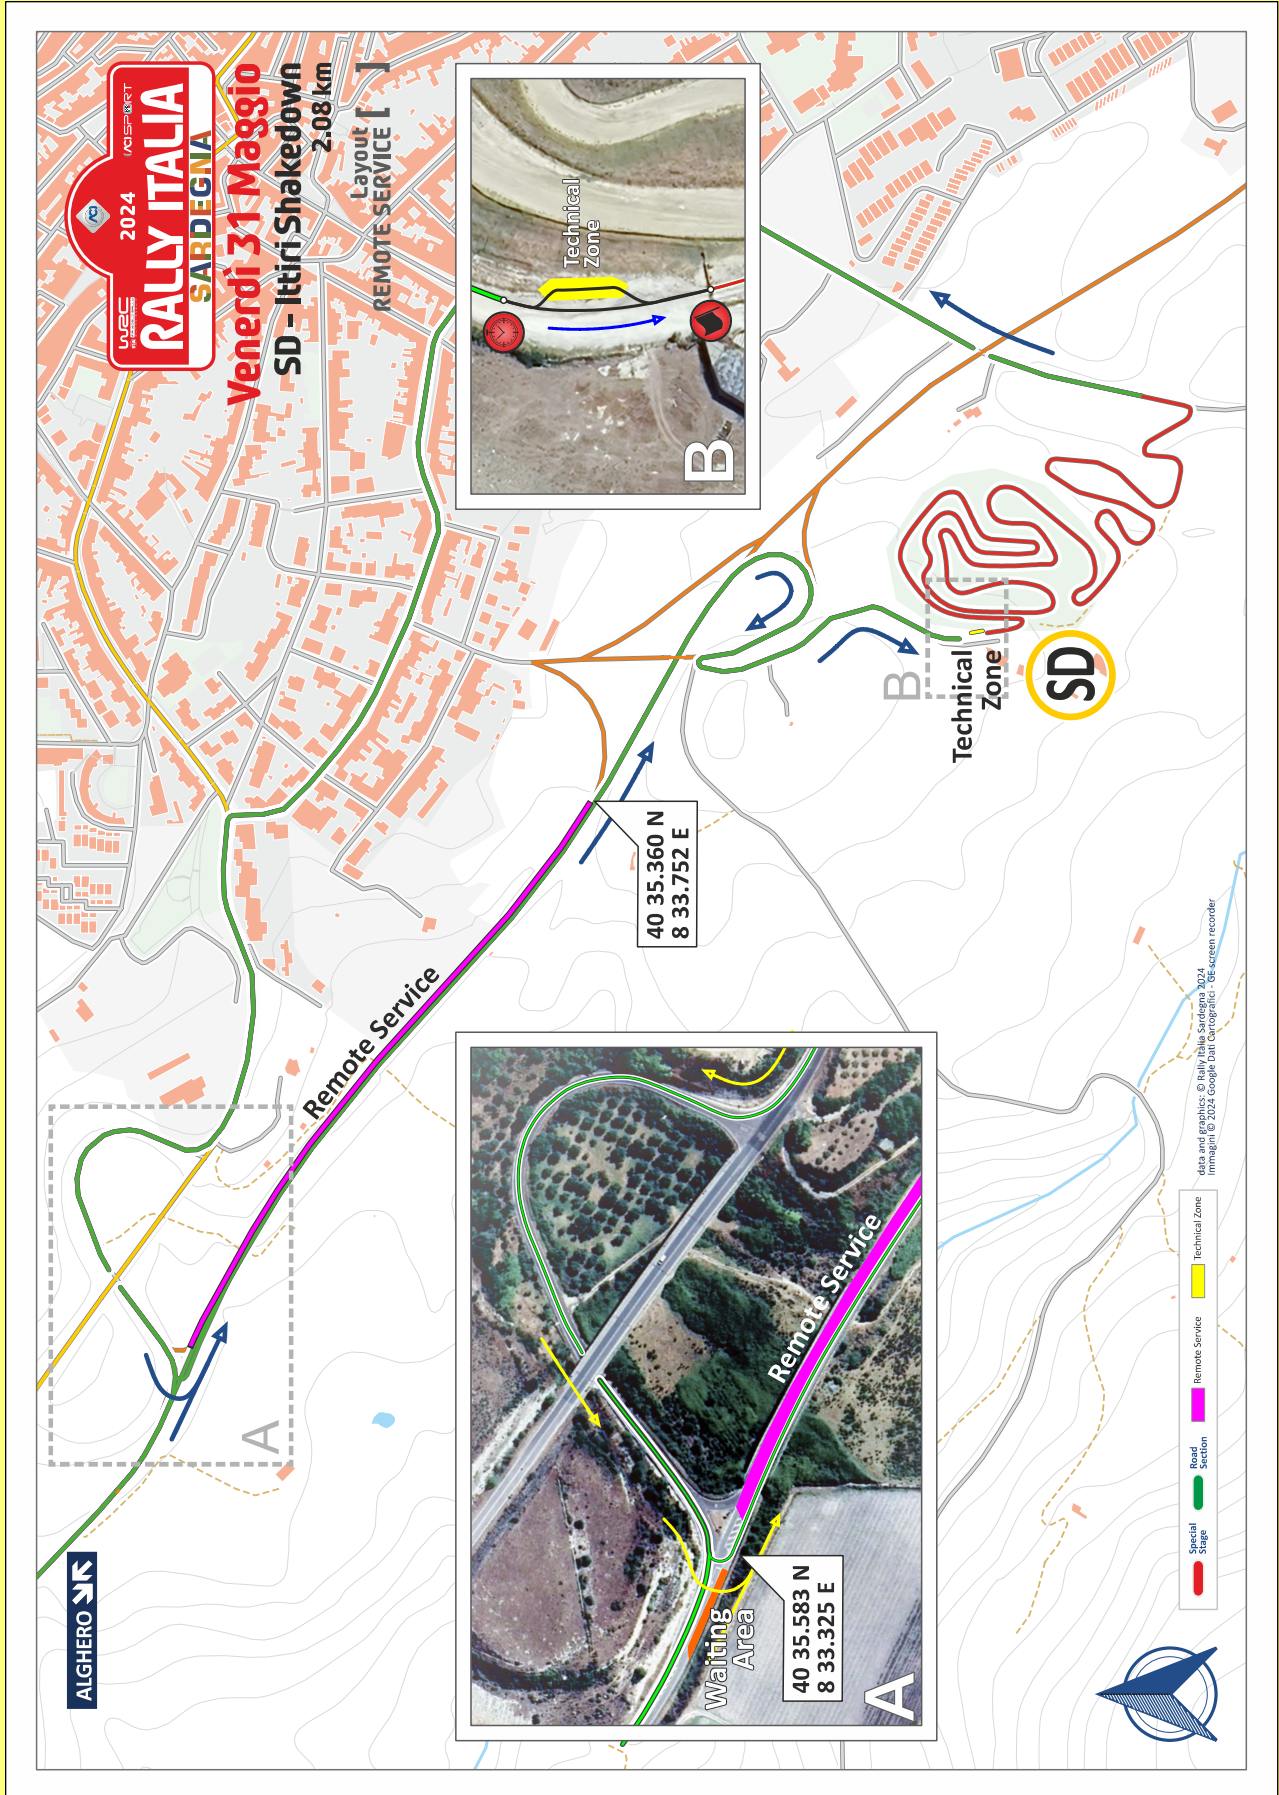 WRC
ACI SPORT
ACI
2024
RALLY ITALIA
SARDEGNA
Venerdì 31 Maggio
SD - Ittiri Shakedown
2.08 km
Layout
REMOTE SERVICE [ ]
Technical
Zone
B
B
Technical
Zone
SD
40 35.360 N
8 33.752 E
Remote Service
A
ALGHERO
Remote Service
Waiting
Area
40 35.583 N
8 33.325 E
A
Special
Stage
Road
Section
Remote Service
Technical Zone
data and graphics: © Rally Italia Sardegna 2024
Immagini © 2024 Google Dati Cartografici - GE screen recorder